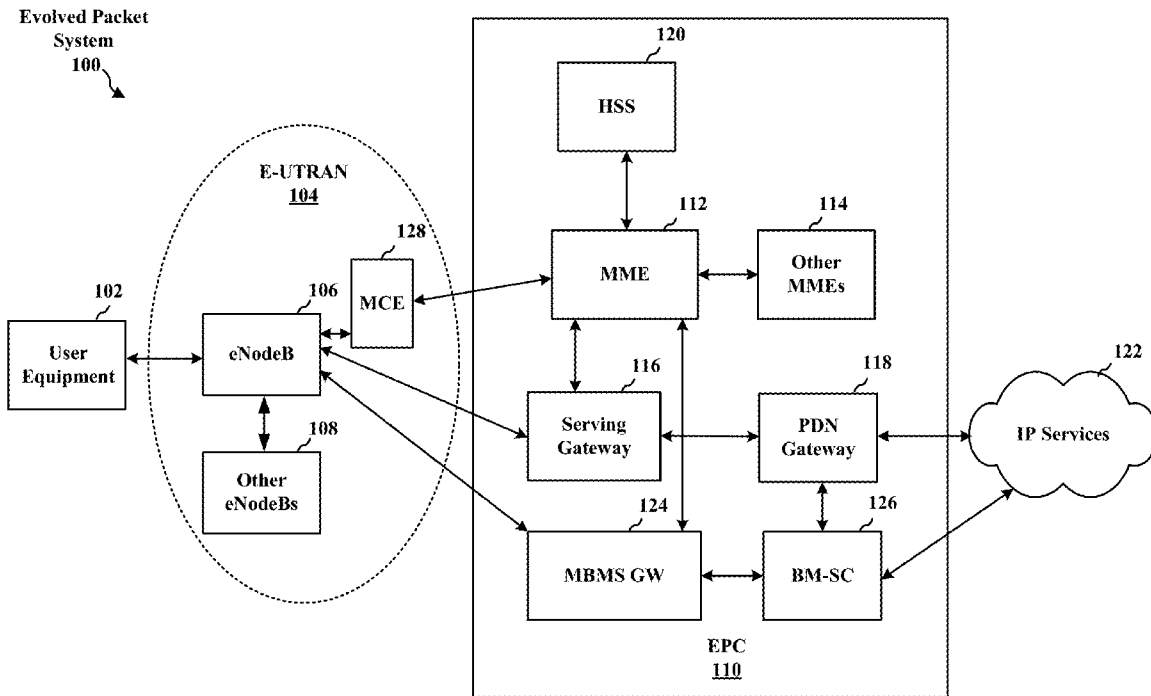 Evolved Packet
System
100
120
HSS
E-UTRAN
104
112
114
128
MME
Other
MMEs
102
106
MCE
User
Equipment
eNodeB
116
118
122
108
Serving
Gateway
PDN
Gateway
IP Services
Other
eNodeBs
124
126
MBMS GW
BM-SC
EPC
110